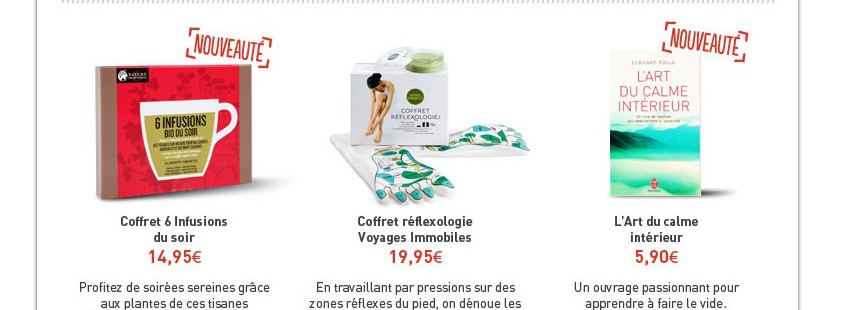 [NOUVEAUTÉ]
[NOUVEAUTÉ]
NATURE
6 INFUSIONS
BIO DU SOIR
COFFRET
RÉFLEXOLOGIE
ECKHART TOLLE
L'ART
DU CALME
INTÉRIEUR
Coffret 6 Infusions
du soir
14,95€
Profitez de soirées sereines grâce
aux plantes de ces tisanes
Coffret réflexologie
Voyages Immobiles
19,95€
En travaillant par pressions sur des
zones réflexes du pied, on dénoue les
L'Art du calme
intérieur
5,90€
Un ouvrage passionnant pour
apprendre à faire le vide.